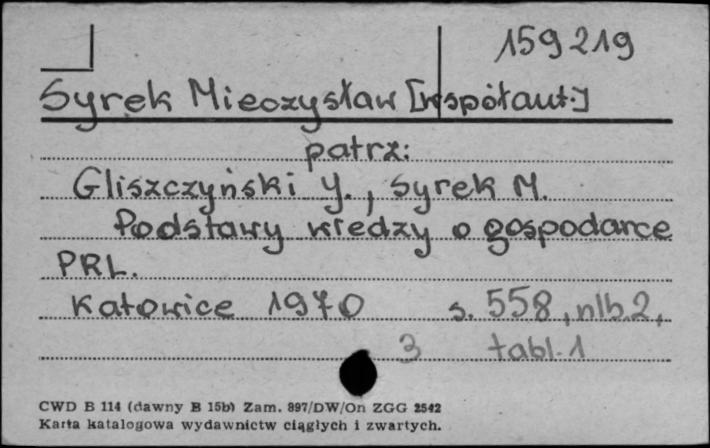 159219
Syrek Mieczysław [współaut.]
patrz:
Gliszczyński J., Syrek M.
Podstawy wiedzy o gospodarce
PRL.
Katowice 1970 s. 558, nlb. 2,
3 tabl. 1
CWD B 114 (dawny B 15b) Zam. 897/DW/On ZGG 2542
Karta katalogowa wydawnictw ciągłych i zwartych.